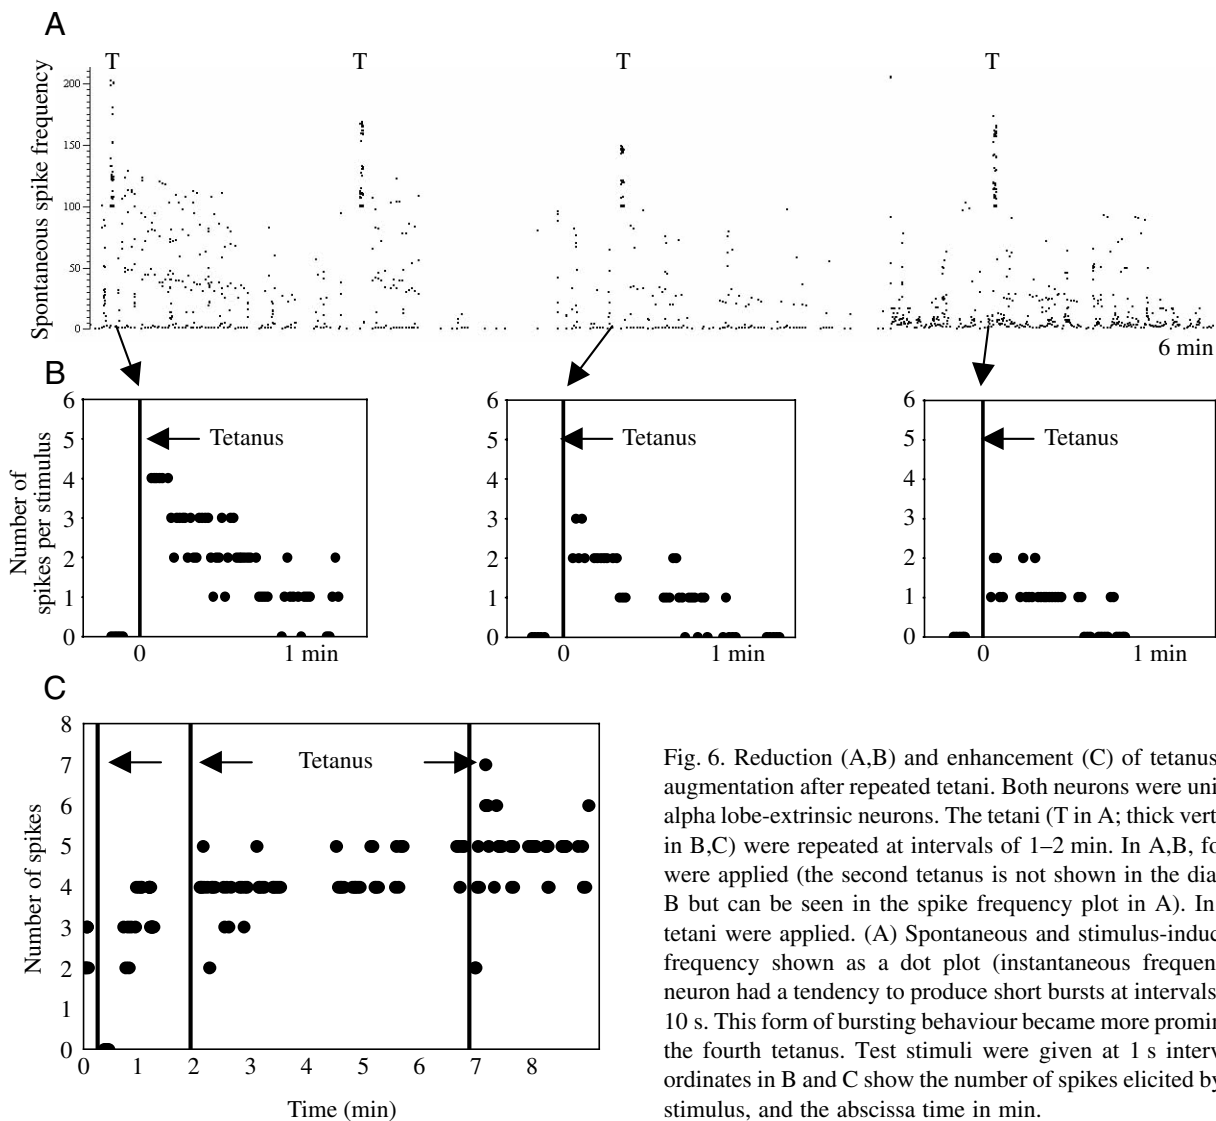 A
T T T T
Spontaneous spike frequency
200
150
100
50
0
6 min
B
Number of
spikes per stimulus
6 6 6
5 Tetanus 5 Tetanus 5 Tetanus
4 4 4
3 3 3
2 2 2
1 1 1
0 0 0
0 1 min 0 1 min 0 1 min
C
Number of spikes
8
7 Tetanus
6
5
4
3
2
1
0
0 1 2 3 4 5 6 7 8
Time (min)
Fig. 6. Reduction (A,B) and enhancement (C) of tetanus
augmentation after repeated tetani. Both neurons were uni
alpha lobe-extrinsic neurons. The tetani (T in A; thick vert
in B,C) were repeated at intervals of 1–2 min. In A,B, fo
were applied (the second tetanus is not shown in the dia
B but can be seen in the spike frequency plot in A). In
tetani were applied. (A) Spontaneous and stimulus-induc
frequency shown as a dot plot (instantaneous frequen
neuron had a tendency to produce short bursts at intervals
10 s. This form of bursting behaviour became more promin
the fourth tetanus. Test stimuli were given at 1 s interv
ordinates in B and C show the number of spikes elicited by
stimulus, and the abscissa time in min.